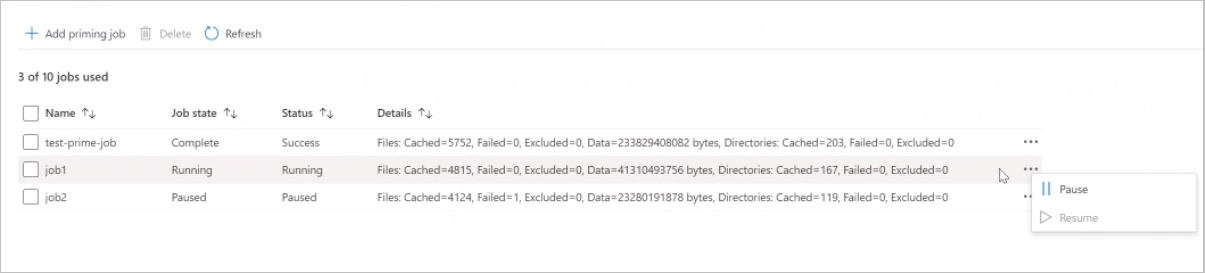 Add priming job Delete Refresh
3 of 10 jobs used
Name Job state Status Details
test-prime-job Complete Success Files: Cached=5752, Failed=0, Excluded=0, Data=233829408082 bytes, Directories: Cached=203, Failed=0, Excluded=0
job1 Running Running Files: Cached=4815, Failed=0, Excluded=0, Data=41310493756 bytes, Directories: Cached=167, Failed=0, Excluded=0
Pause
job2 Paused Paused Files: Cached=4124, Failed=1, Excluded=0, Data=23280191878 bytes, Directories: Cached=119, Failed=0, Excluded=0
Resume